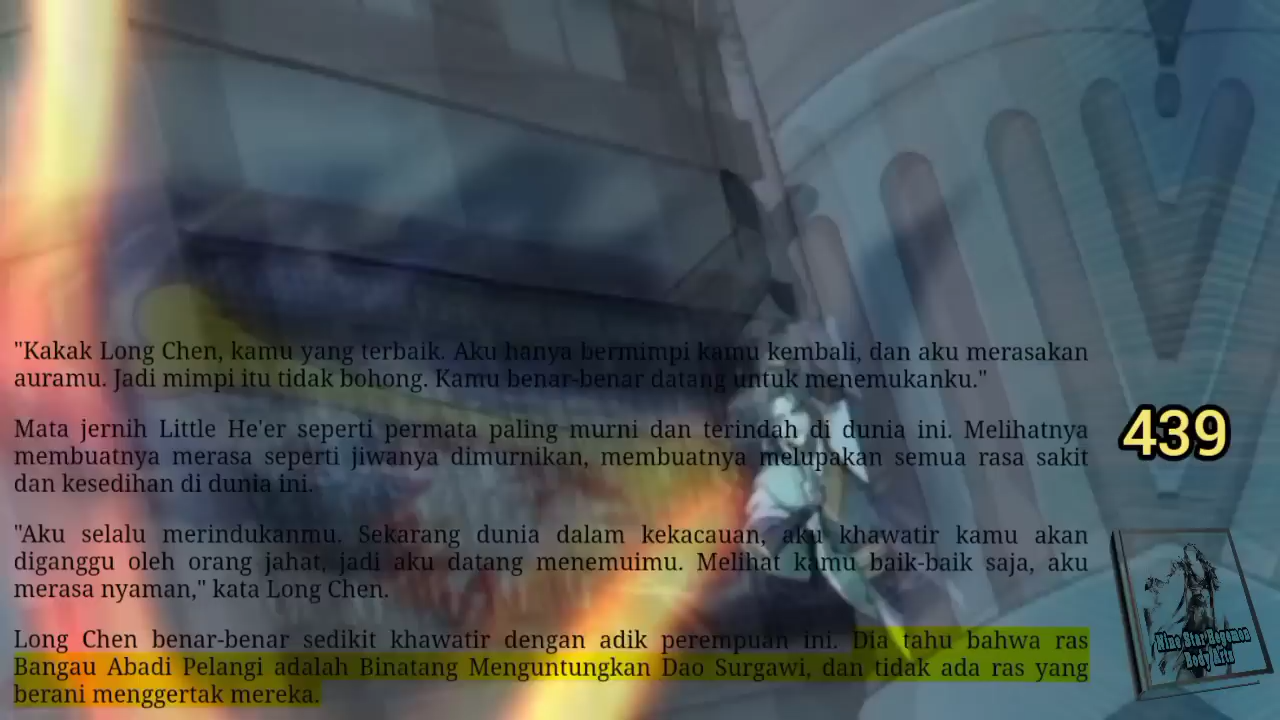 "Kakak Long Chen, kamu yang terbaik. Aku hanya bermimpi kamu kembali, dan aku merasakan
auramu. Jadi mimpi itu tidak bohong. Kamu benar-benar datang untuk menemukanku."
Mata jernih Little He'er seperti permata paling murni dan terindah di dunia ini. Melihatnya
membuatnya merasa seperti jiwanya dimurnikan, membuatnya melupakan semua rasa sakit
dan kesedihan di dunia ini.
"Aku selalu merindukanmu. Sekarang dunia dalam kekacauan, aku khawatir kamu akan
diganggu oleh orang jahat, jadi aku datang menemuimu. Melihat kamu baik-baik saja, aku
merasa nyaman," kata Long Chen.
Long Chen benar-benar sedikit khawatir dengan adik perempuan ini. Dia tahu bahwa ras
Bangau Abadi Pelangi adalah Binatang Menguntungkan Dao Surgawi, dan tidak ada ras yang
berani menggertak mereka.
439
Nine Star Hegemon
Body Arts